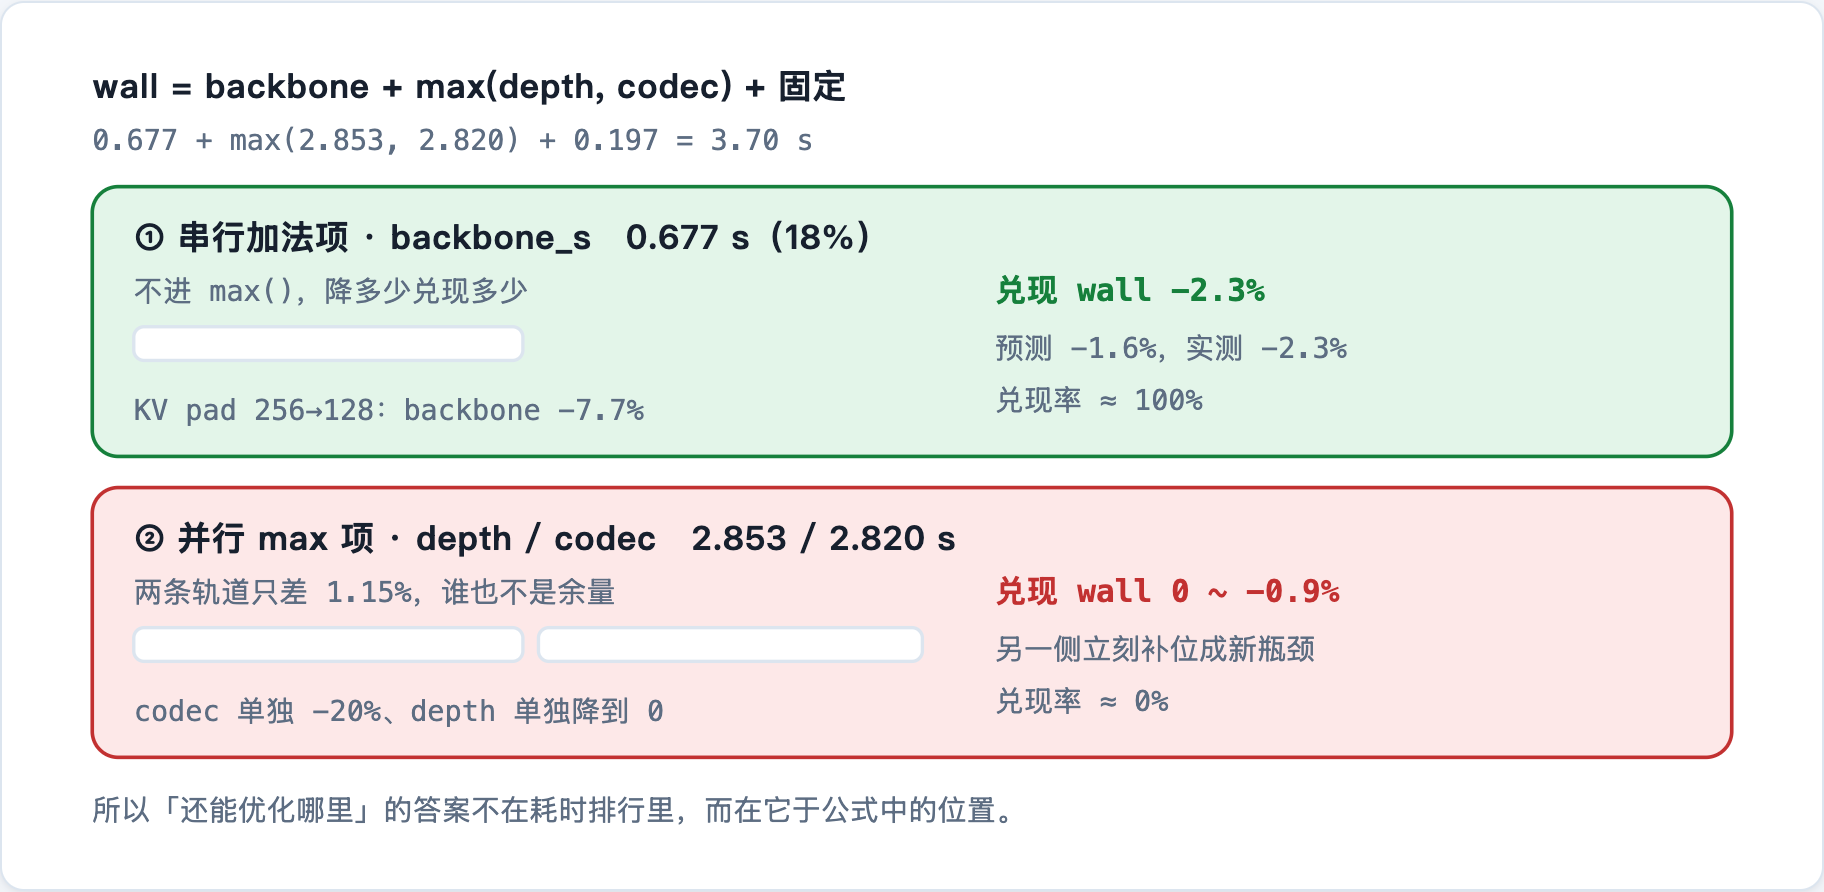 wall = backbone + max(depth, codec) + 固定
0.677 + max(2.853, 2.820) + 0.197 = 3.70 s
① 串行加法项 · backbone_s 0.677 s (18%)
不进 max(), 降多少兑现多少
KV pad 256→128: backbone −7.7%
兑现 wall −2.3%
预测 −1.6%, 实测 −2.3%
兑现率 ≈ 100%
② 并行 max 项 · depth / codec 2.853 / 2.820 s
两条轨道只差 1.15%, 谁也不是余量
codec 单独 −20%、depth 单独降到 0
兑现 wall 0 ~ −0.9%
另一侧立刻补位成新瓶颈
兑现率 ≈ 0%
所以「还能优化哪里」的答案不在耗时排行里, 而在它于公式中的位置。